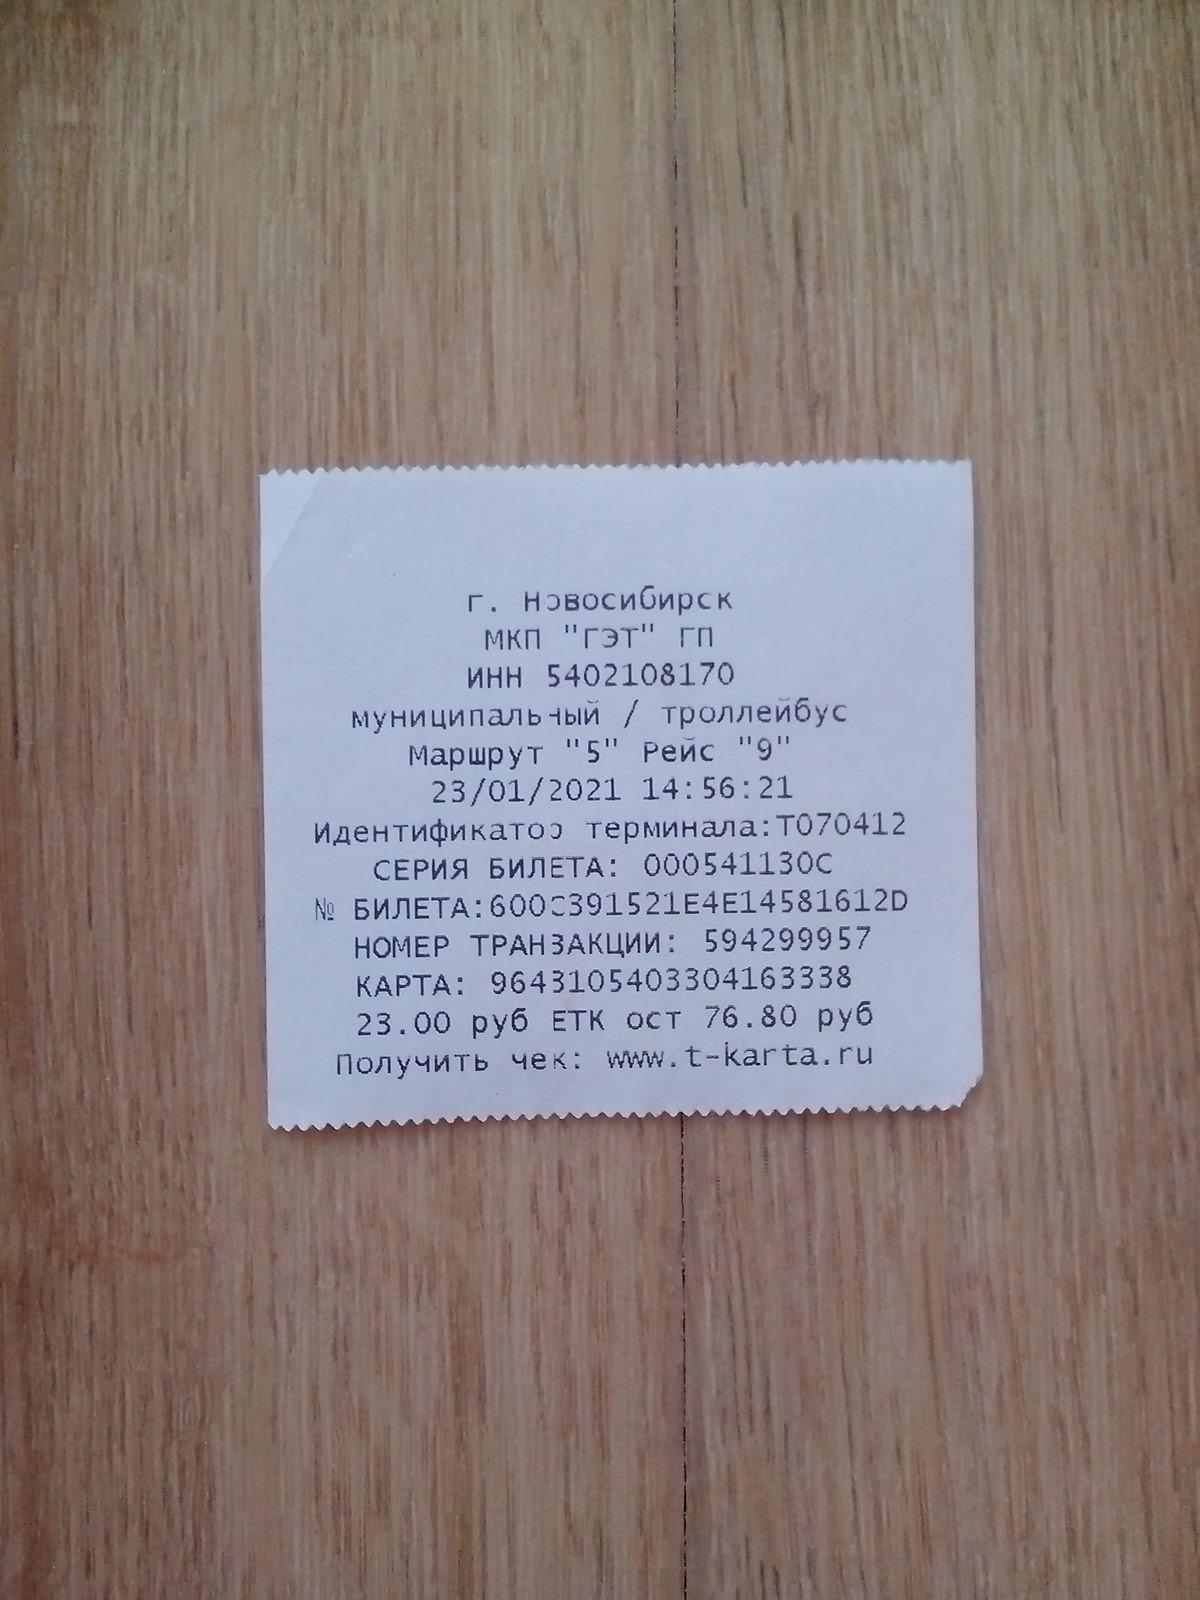 г. Новосибирск
МКП "ГЭТ" ГП
ИНН 5402108170
муниципальный / троллейбус
Маршрут "5" Рейс "9"
23/01/2021 14:56:21
Идентификатор терминала:T070412
СЕРИЯ БИЛЕТА: 000541130C
№ БИЛЕТА:600C391521E4E14581612D
НОМЕР ТРАНЗАКЦИИ: 594299957
КАРТА: 9643105403304163338
23.00 руб ЕТК ост 76.80 руб
Получить чек: www.t-karta.ru